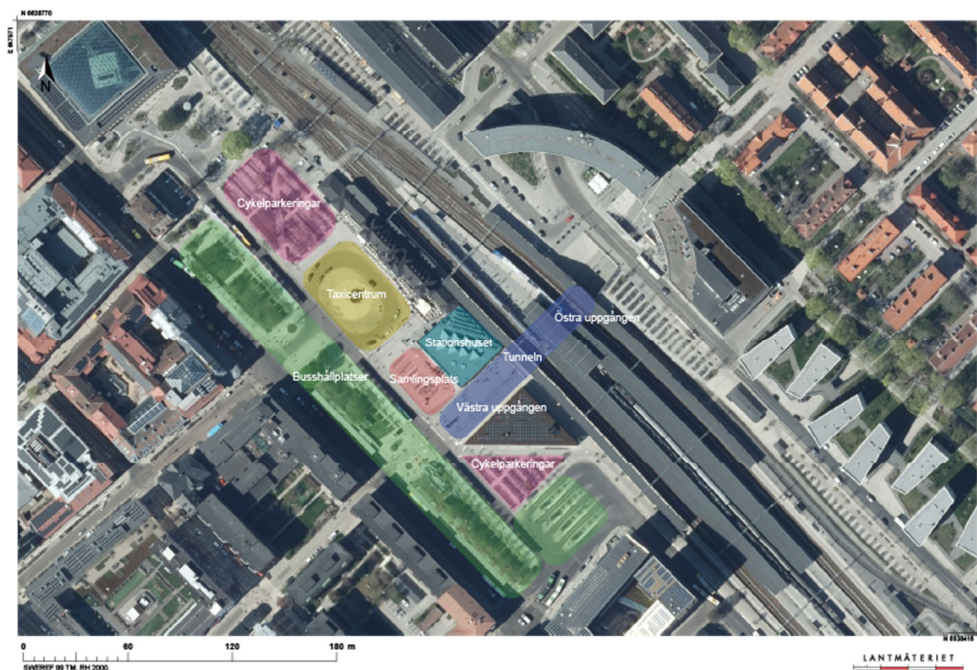 N
Cykelparkeringar
Taxicentrum
Östra uppgången
Stationshuset
Tunneln
Busshållplatser
Samlingsplats
Västra uppgången
Cykelparkeringar
0 60 120 180 m
SWEREF 99 TM, RH 2000.
LANTMÄTERIET